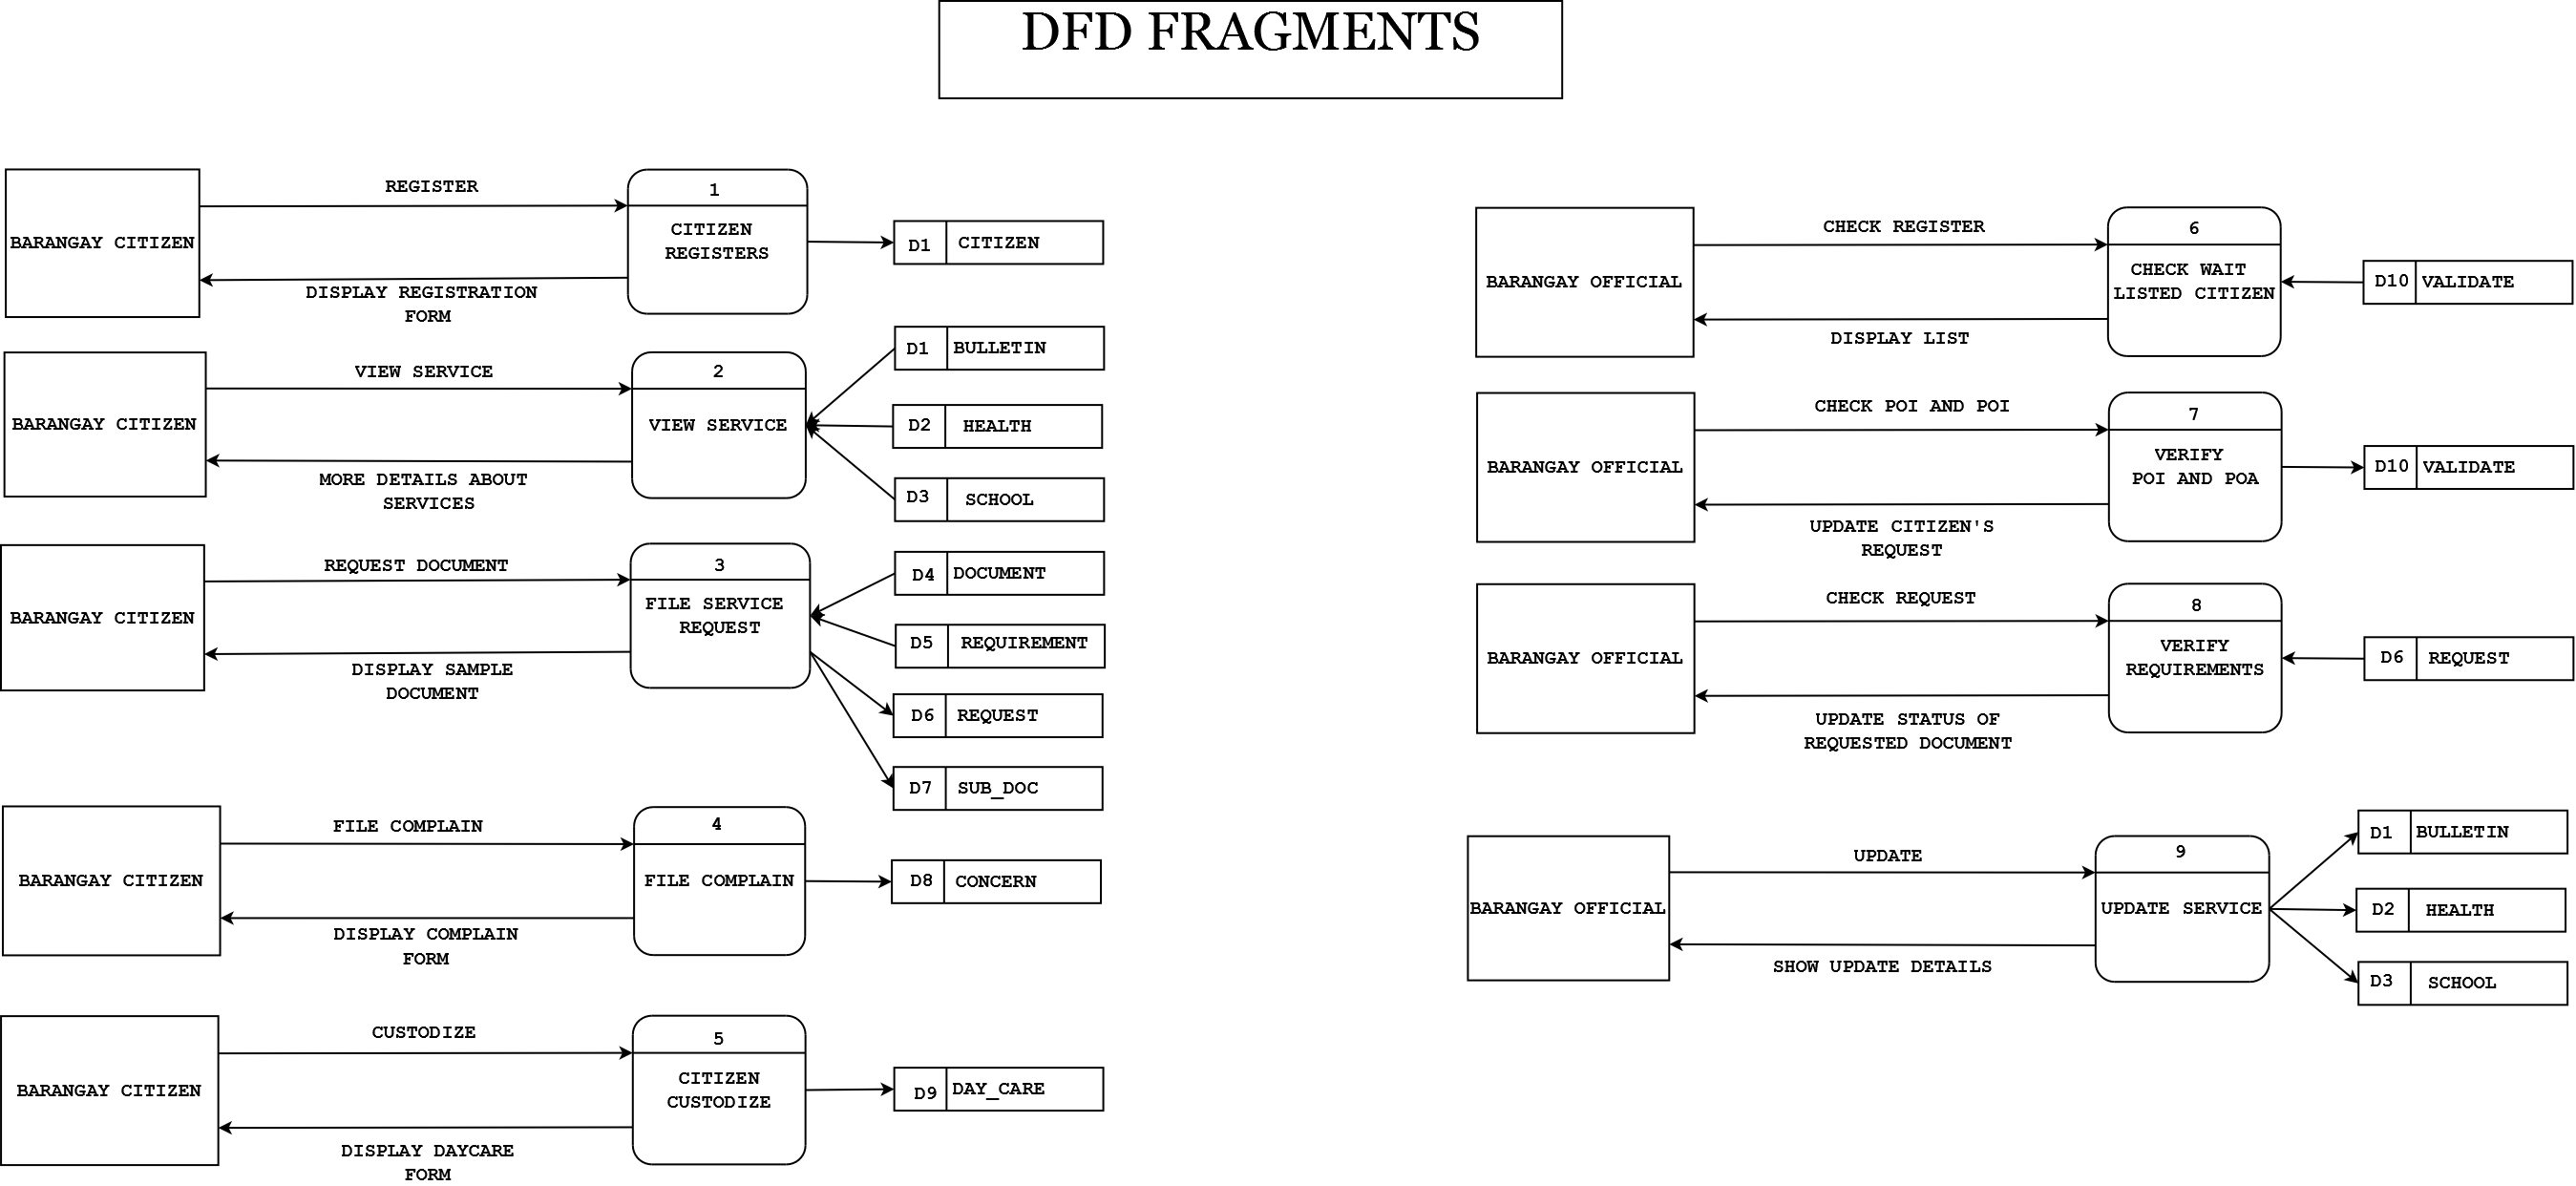 DFD FRAGMENTS
REGISTER
1
BARANGAY CITIZEN
CITIZEN
REGISTERS
D1 CITIZEN
DISPLAY REGISTRATION
FORM
VIEW SERVICE
2
BARANGAY CITIZEN
VIEW SERVICE
D1 BULLETIN
D2 HEALTH
D3 SCHOOL
MORE DETAILS ABOUT
SERVICES
REQUEST DOCUMENT
3
BARANGAY CITIZEN
FILE SERVICE
REQUEST
D4 DOCUMENT
D5 REQUIREMENT
D6 REQUEST
D7 SUB_DOC
DISPLAY SAMPLE
DOCUMENT
FILE COMPLAIN
4
BARANGAY CITIZEN
FILE COMPLAIN
D8 CONCERN
DISPLAY COMPLAIN
FORM
CUSTODIZE
5
BARANGAY CITIZEN
CITIZEN
CUSTODIZE
D9 DAY_CARE
DISPLAY DAYCARE
FORM
CHECK REGISTER
6
BARANGAY OFFICIAL
CHECK WAIT
LISTED CITIZEN
D10 VALIDATE
DISPLAY LIST
CHECK POI AND POI
7
BARANGAY OFFICIAL
VERIFY
POI AND POA
D10 VALIDATE
UPDATE CITIZEN'S
REQUEST
CHECK REQUEST
8
BARANGAY OFFICIAL
VERIFY
REQUIREMENTS
D6 REQUEST
UPDATE STATUS OF
REQUESTED DOCUMENT
UPDATE
9
BARANGAY OFFICIAL
UPDATE SERVICE
D1 BULLETIN
D2 HEALTH
D3 SCHOOL
SHOW UPDATE DETAILS